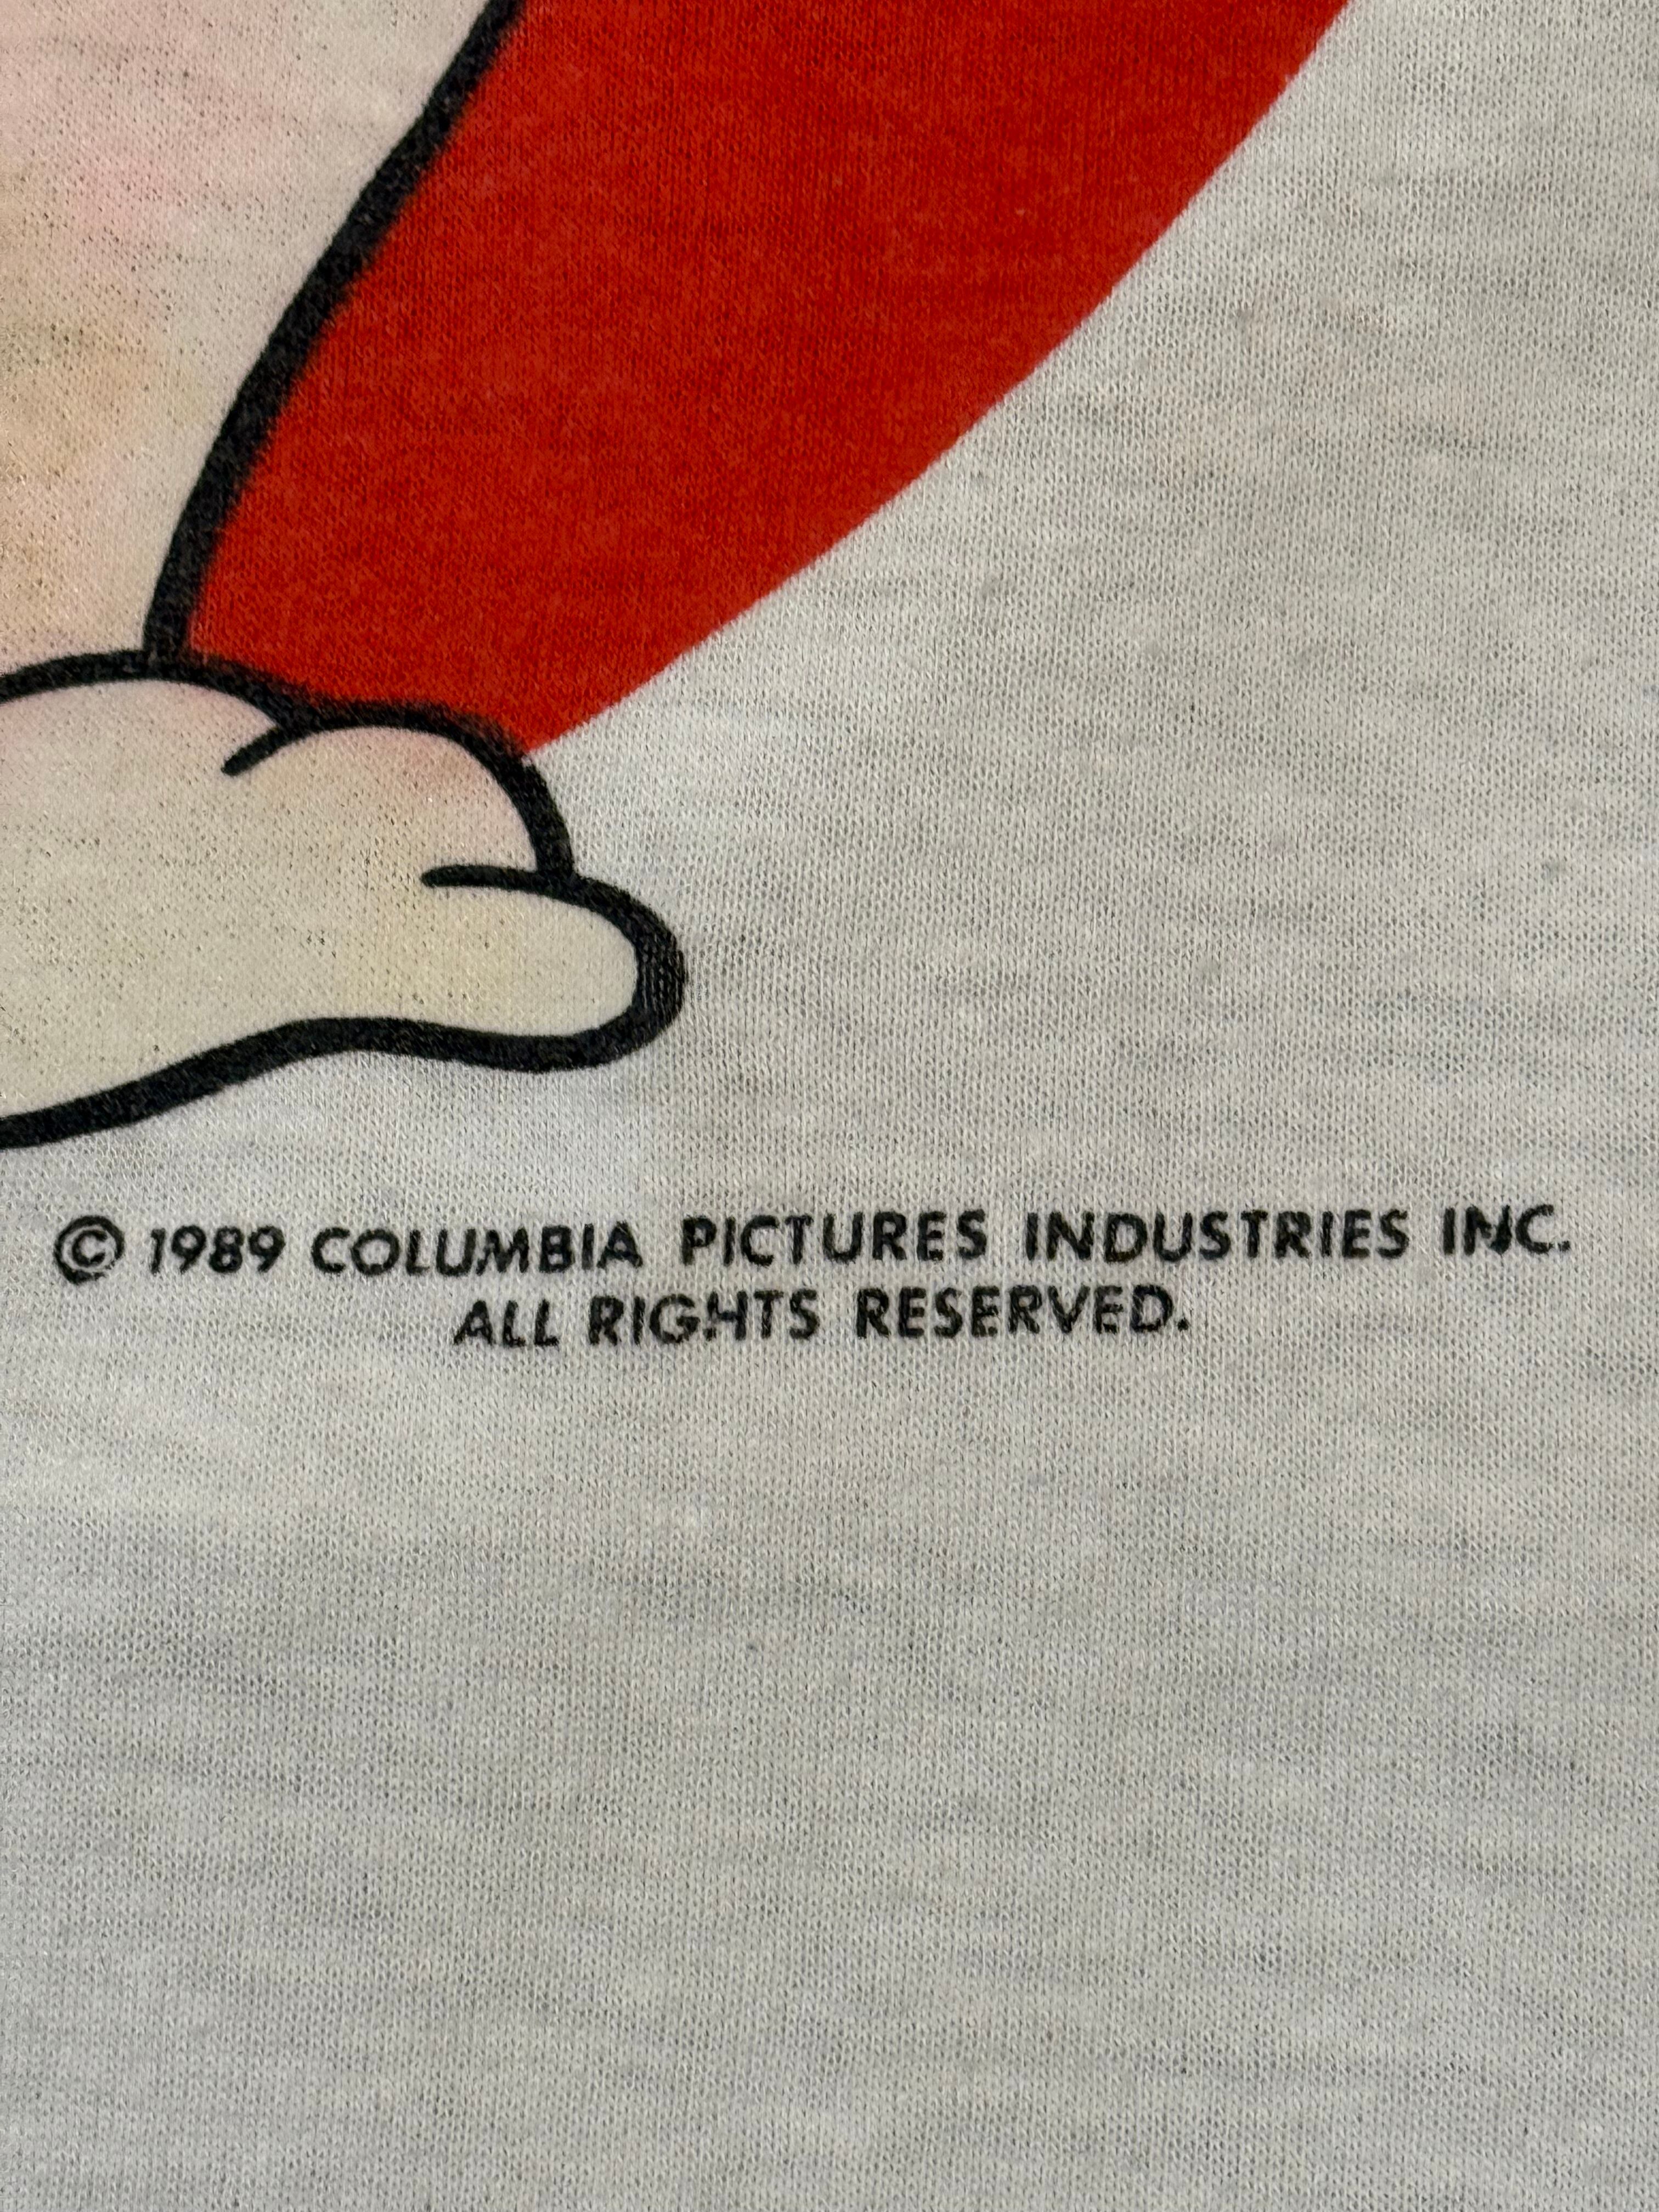 © 1989 COLUMBIA PICTURES INDUSTRIES INC.
ALL RIGHTS RESERVED.